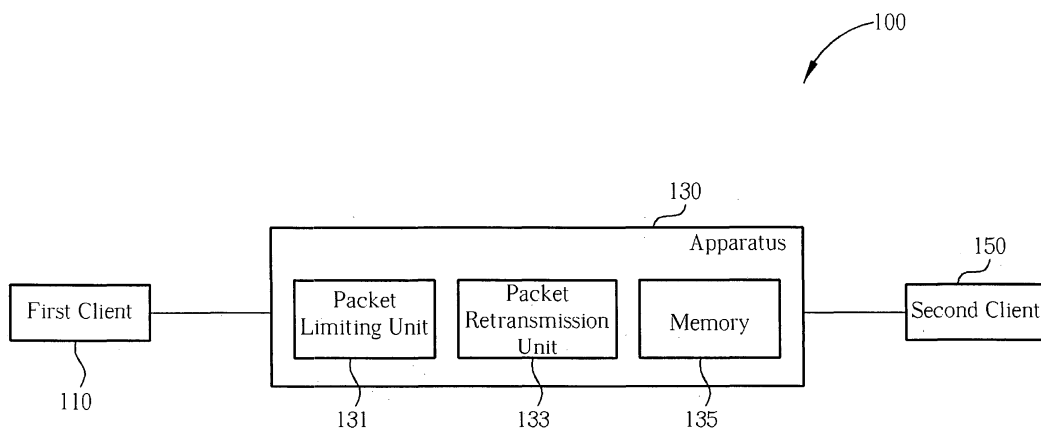 100
130
Apparatus
150
First Client
Packet
Limiting Unit
Packet
Retransmission
Unit
Memory
Second Client
110
131
133
135